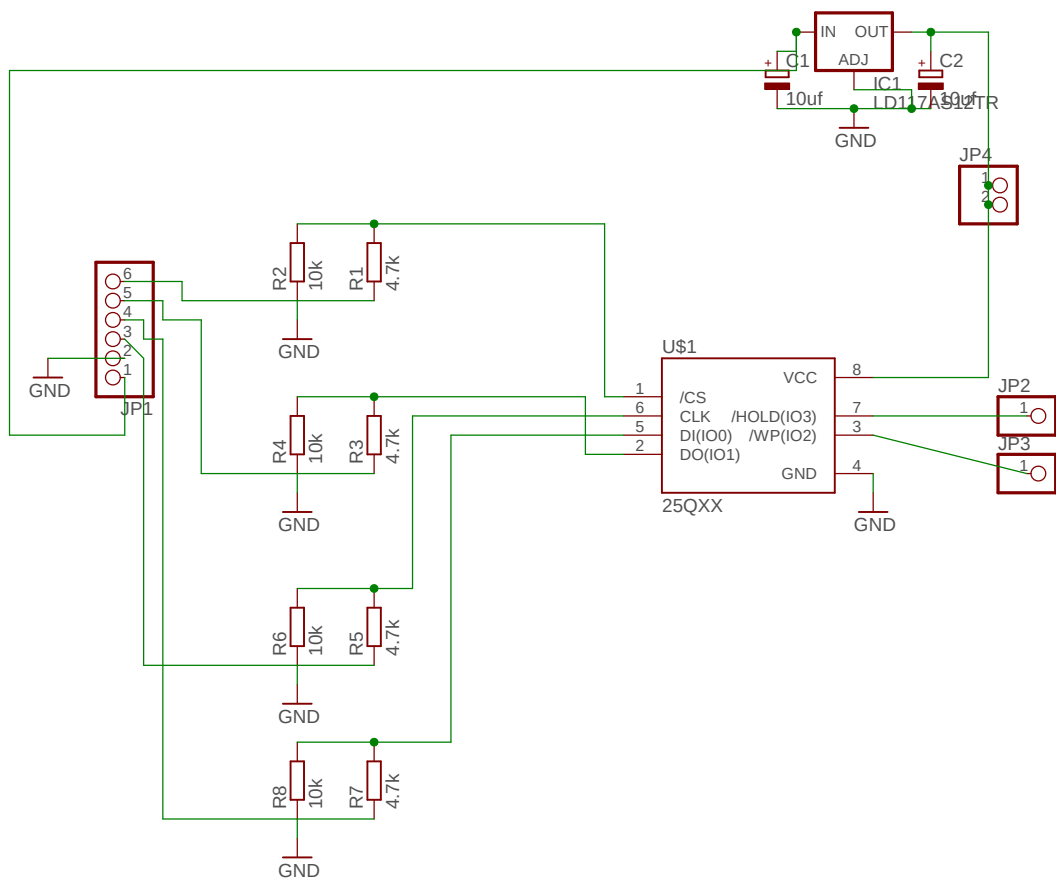 IN OUT
ADJ
C1
10uf
C2
10uf
IC1
LD117AS12TR
GND
JP4
1
2
R2
10k
R1
4.7k
GND
6
5
4
3
2
1
JP1
GND
U$1
1
6
5
2
/CS
CLK
DI(IO0)
DO(IO1)
VCC
/HOLD(IO3)
/WP(IO2)
GND
8
7
3
4
25QXX
GND
JP2
1
JP3
1
R4
10k
R3
4.7k
GND
R6
10k
R5
4.7k
GND
R8
10k
R7
4.7k
GND